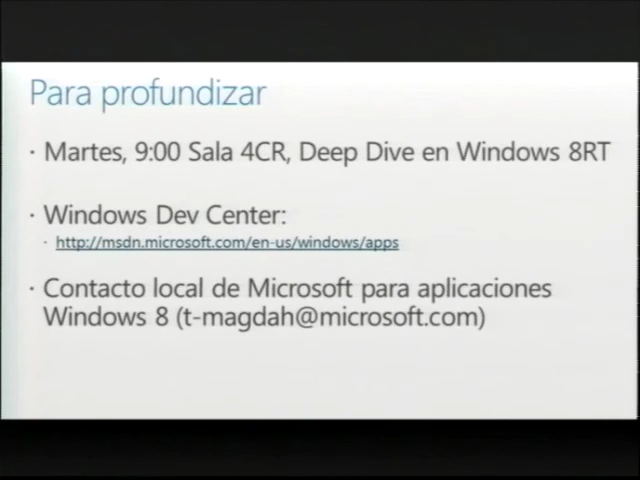 Para profundizar
· Martes, 9:00 Sala 4CR, Deep Dive en Windows 8RT
· Windows Dev Center:
· http://msdn.microsoft.com/en-us/windows/apps
· Contacto local de Microsoft para aplicaciones
Windows 8 (t-magdah@microsoft.com)